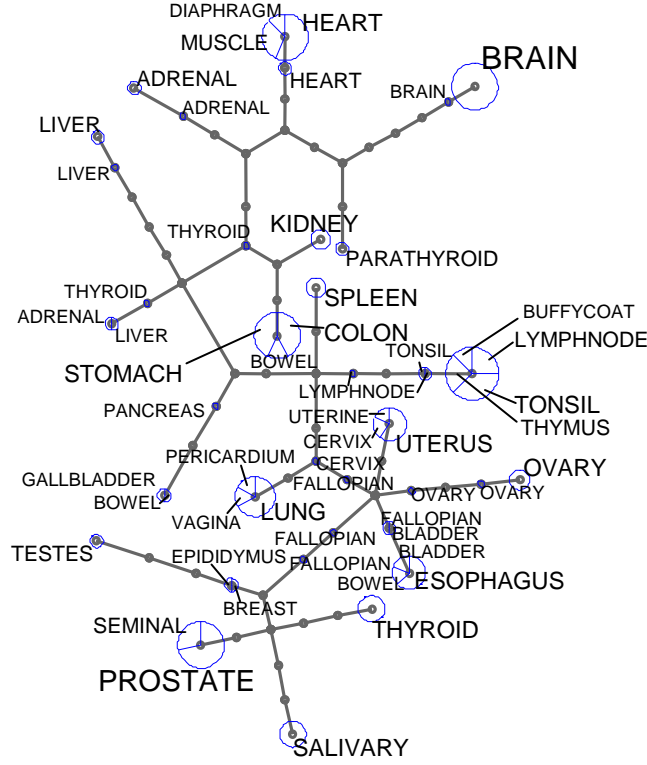 DIAPHRAGM
HEART
MUSCLE
HEART
BRAIN
ADRENAL
BRAIN
ADRENAL
LIVER
LIVER
KIDNEY
THYROID
PARATHYROID
THYROID
SPLEEN
ADRENAL
LIVER
COLON
BUFFYCOAT
LYMPHNODE
TONSIL
BOWEL
STOMACH
LYMPHNODE
TONSIL
THYMUS
PANCREAS
UTERINE
CERVIX
UTERUS
PERICARDIUM
CERVIX
FALLOPIAN
OVARY
GALLBLADDER
BOWEL
OVARY
OVARY
LUNG
VAGINA
FALLOPIAN
BLADDER
FALLOPIAN
TESTES
EPIDIDYMUS
BLADDER
FALLOPIAN
BOWEL
ESOPHAGUS
BREAST
SEMINAL
THYROID
PROSTATE
SALIVARY